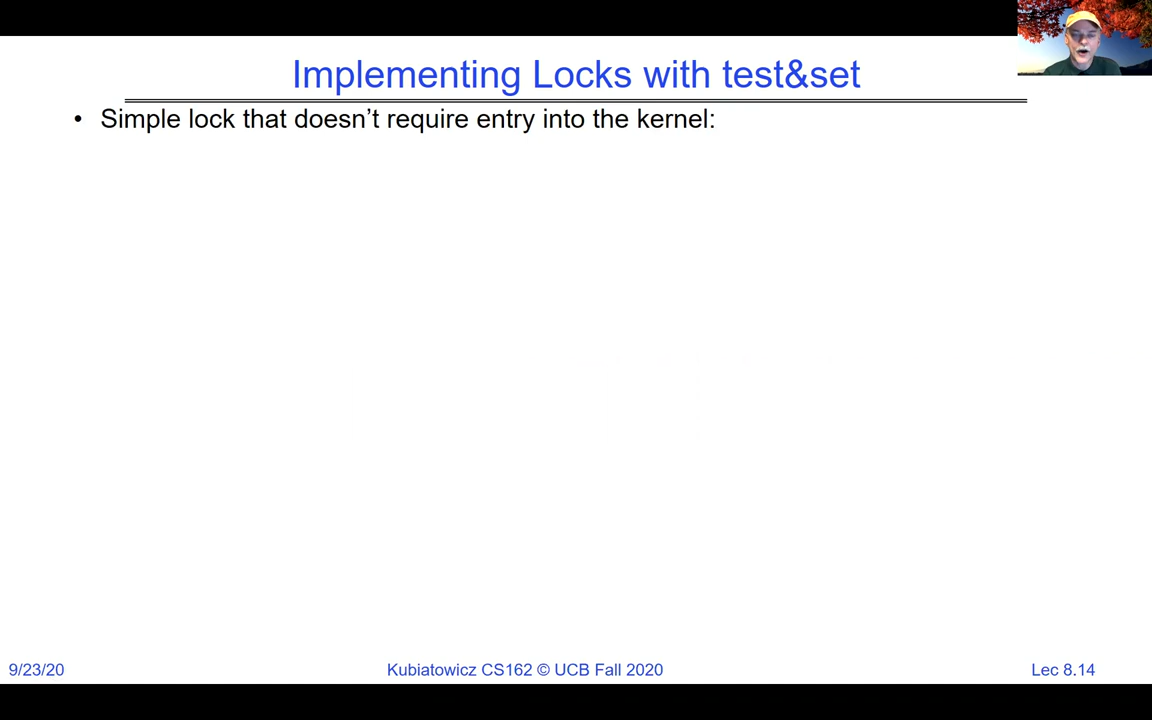 Implementing Locks with test&set
• Simple lock that doesn’t require entry into the kernel:
9/23/20
Kubiatowicz CS162 © UCB Fall 2020
Lec 8.14